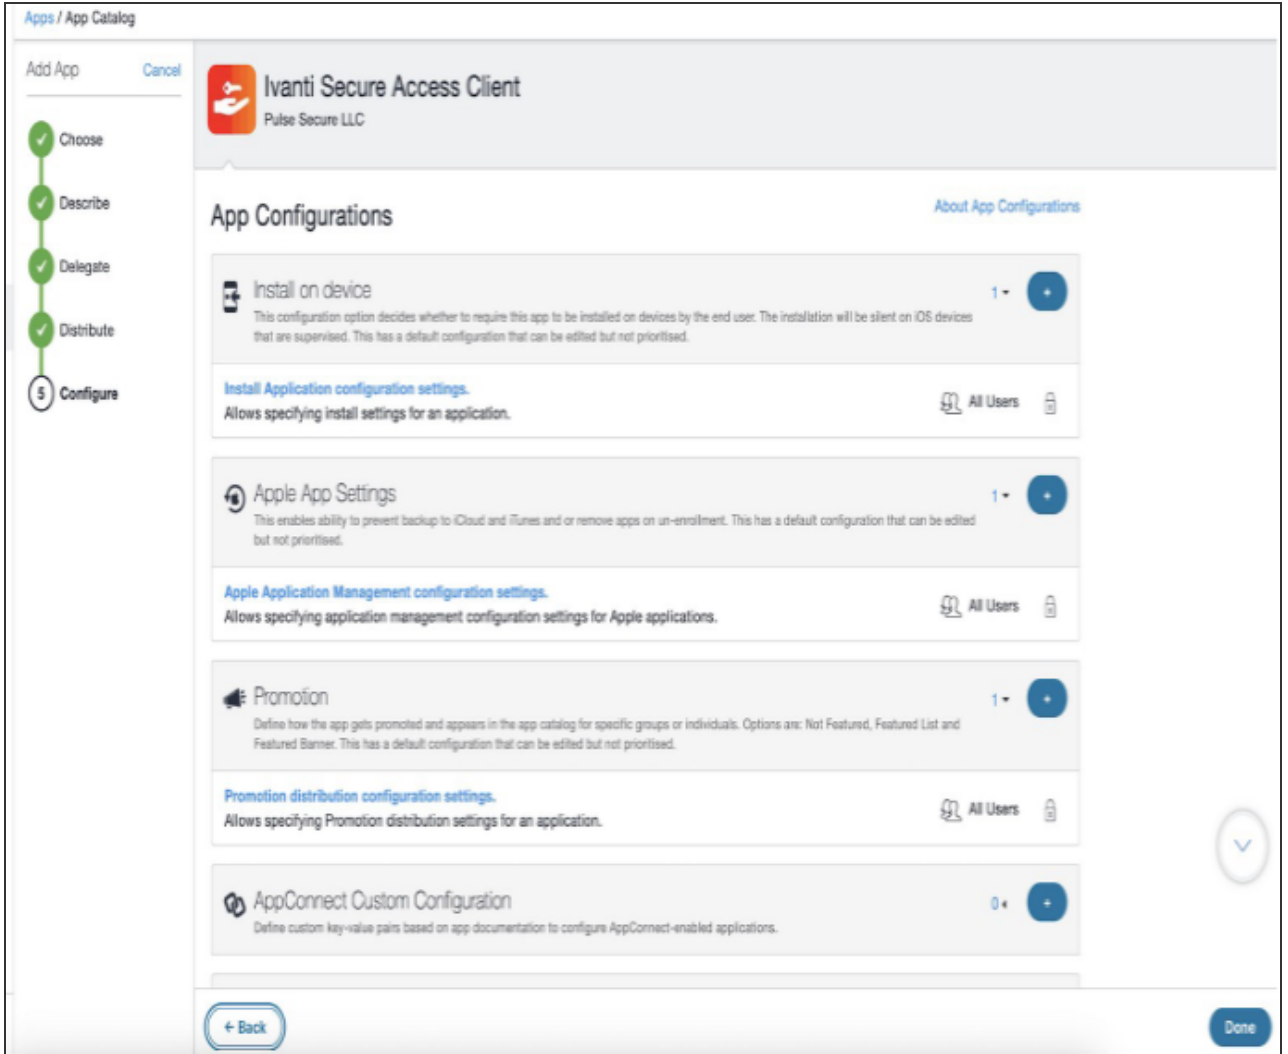 Apps / App Catalog
Add App Cancel
Choose
Describe
Delegate
Distribute
5 Configure
Ivanti Secure Access Client
Pulse Secure LLC
App Configurations
About App Configurations
Install on device
1
+
This configuration option decides whether to require this app to be installed on devices by the end user. The installation will be silent on iOS devices
that are supervised. This has a default configuration that can be edited but not prioritised.
Install Application configuration settings.
Allows specifying install settings for an application.
All Users
Apple App Settings
1
+
This enables ability to prevent backup to iCloud and iTunes and or remove apps on un-enrollment. This has a default configuration that can be edited
but not prioritised.
Apple Application Management configuration settings.
Allows specifying application management configuration settings for Apple applications.
All Users
Promotion
1
+
Define how the app gets promoted and appears in the app catalog for specific groups or individuals. Options are: Not Featured, Featured List and
Featured Banner. This has a default configuration that can be edited but not prioritised.
Promotion distribution configuration settings.
Allows specifying Promotion distribution settings for an application.
All Users
AppConnect Custom Configuration
0
+
Define custom key-value pairs based on app documentation to configure AppConnect-enabled applications.
← Back
Done